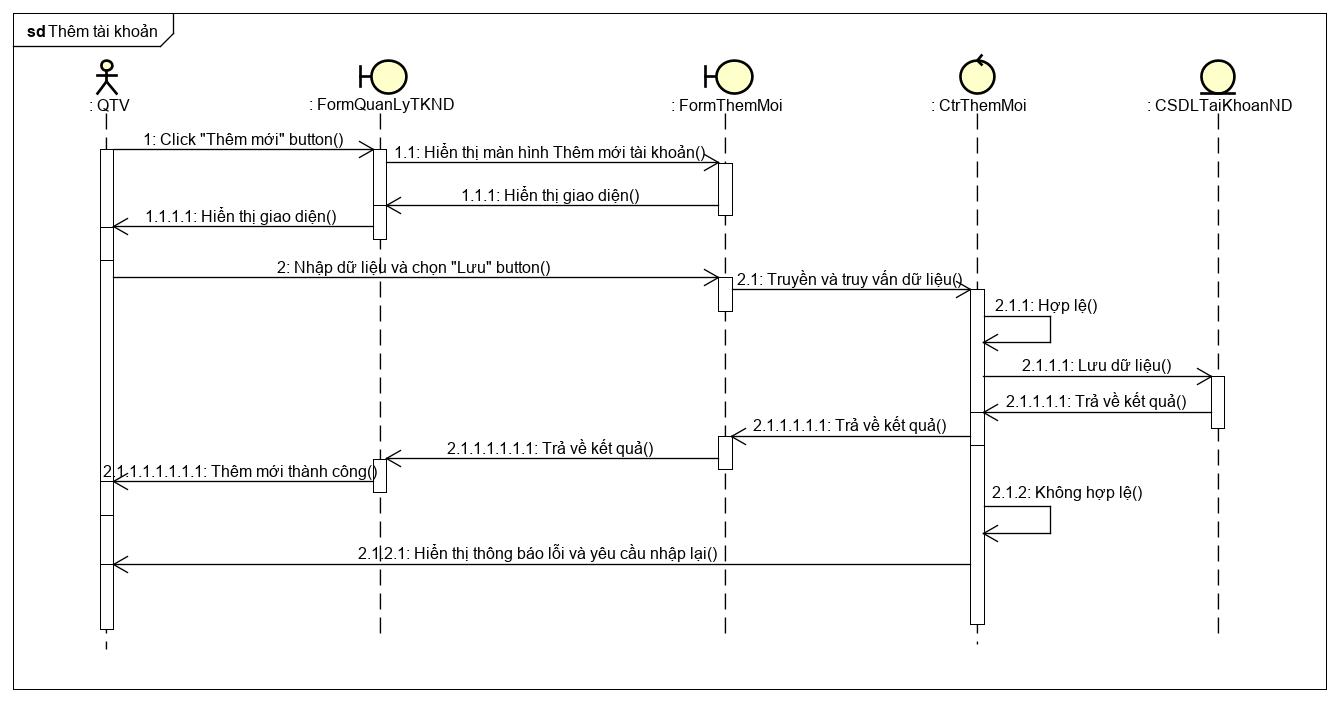 sd Thêm tài khoản
: QTV
: FormQuanLyTKND
: FormThemMoi
: CtrThemMoi
: CSDLTaiKhoanND
1: Click "Thêm mới" button()
1.1: Hiển thị màn hình Thêm mới tài khoản()
1.1.1: Hiển thị giao diện()
1.1.1.1: Hiển thị giao diện()
2: Nhập dữ liệu và chọn "Lưu" button()
2.1: Truyền và truy vấn dữ liệu()
2.1.1: Hợp lệ()
2.1.1.1: Lưu dữ liệu()
2.1.1.1.1: Trả về kết quả()
2.1.1.1.1.1: Trả về kết quả()
2.1.1.1.1.1.1: Trả về kết quả()
2.1.1.1.1.1.1.1: Thêm mới thành công()
2.1.2: Không hợp lệ()
2.1.2.1: Hiển thị thông báo lỗi và yêu cầu nhập lại()